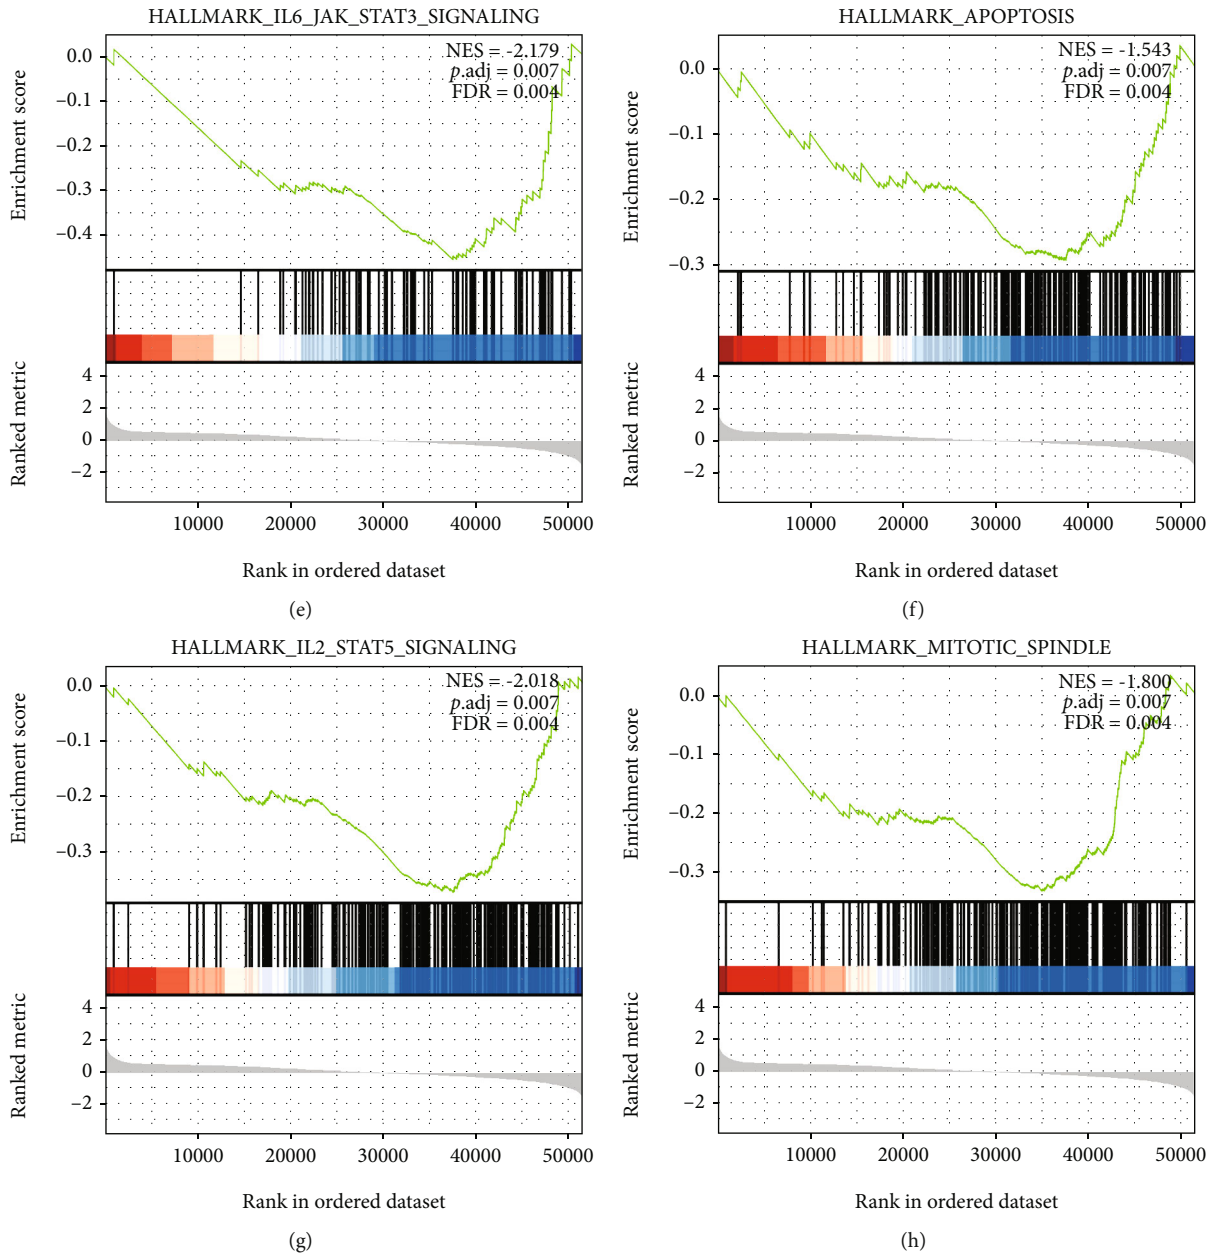 HALLMARK_IL6_JAK_STAT3_SIGNALING
NES = -2.179
p.adj = 0.007
FDR = 0.004
Enrichment score
0.0
–0.1
–0.2
–0.3
–0.4
Ranked metric
4
2
0
–2
10000 20000 30000 40000 50000
Rank in ordered dataset
(e)
HALLMARK_APOPTOSIS
NES = -1.543
p.adj = 0.007
FDR = 0.004
Enrichment score
0.0
–0.1
–0.2
–0.3
Ranked metric
4
2
0
–2
10000 20000 30000 40000 50000
Rank in ordered dataset
(f)
HALLMARK_IL2_STAT5_SIGNALING
NES = -2.018
p.adj = 0.007
FDR = 0.004
Enrichment score
0.0
–0.1
–0.2
–0.3
Ranked metric
4
2
0
–2
10000 20000 30000 40000 50000
Rank in ordered dataset
(g)
HALLMARK_MITOTIC_SPINDLE
NES = -1.800
p.adj = 0.007
FDR = 0.004
Enrichment score
0.0
–0.1
–0.2
–0.3
Ranked metric
4
2
0
–2
10000 20000 30000 40000 50000
Rank in ordered dataset
(h)